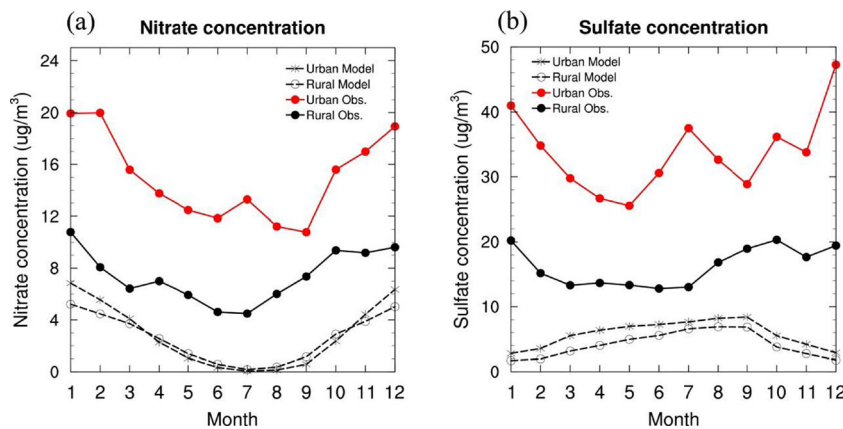 (a)
Nitrate concentration
Nitrate concentration (ug/m³)
24
20
16
12
8
4
0
Urban Model
Rural Model
Urban Obs.
Rural Obs.
1 2 3 4 5 6 7 8 9 10 11 12
Month
(b)
Sulfate concentration
Sulfate concentration (ug/m³)
50
40
30
20
10
0
Urban Model
Rural Model
Urban Obs.
Rural Obs.
1 2 3 4 5 6 7 8 9 10 11 12
Month